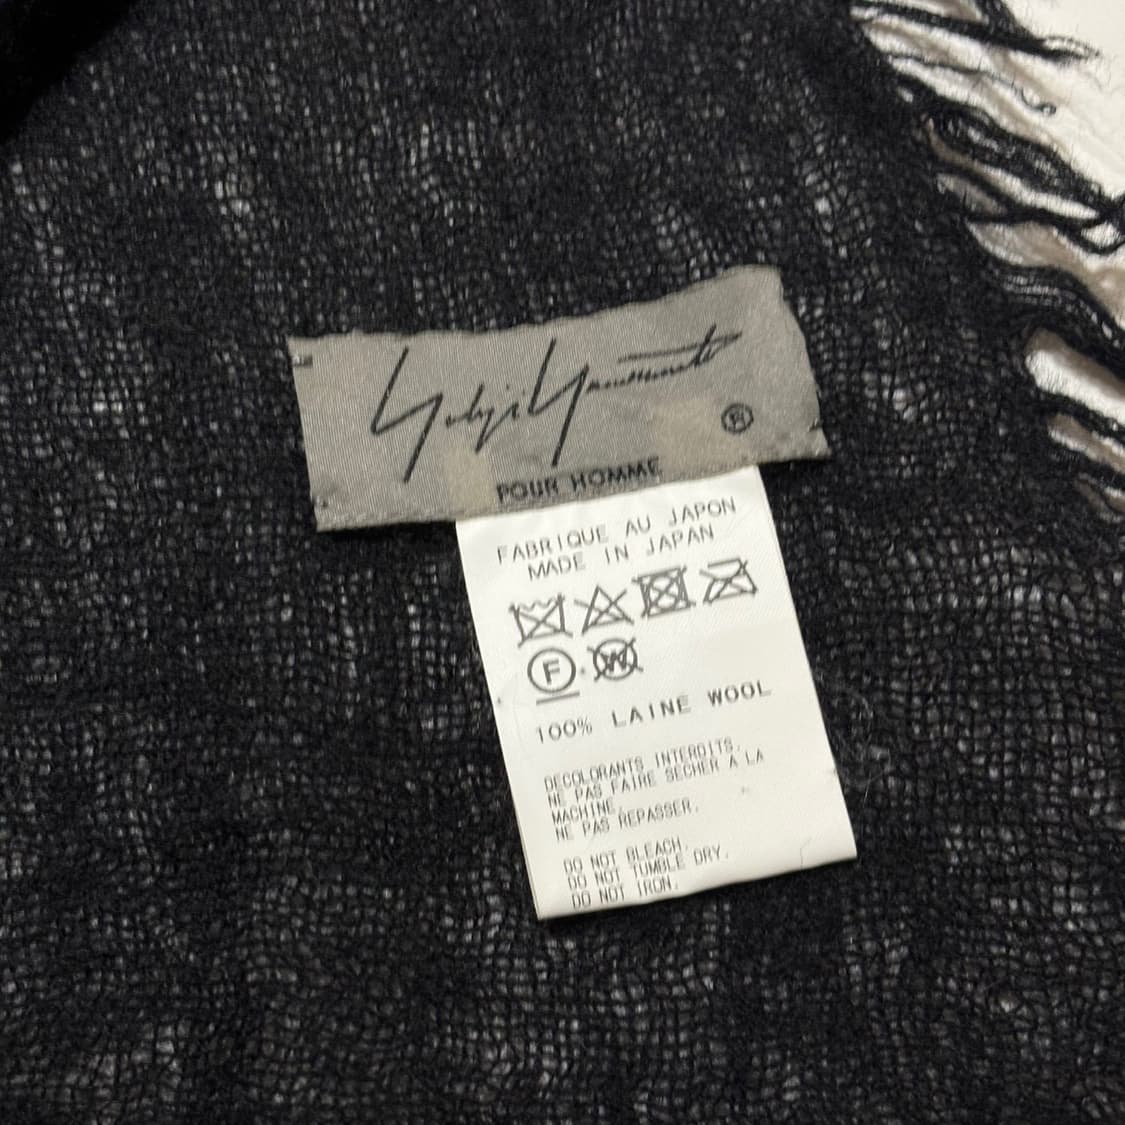 Yohji Yamamoto
®
POUR HOMME
FABRIQUE AU JAPON
MADE IN JAPAN
F W
100% LAINE WOOL
DECOLORANTS INTERDITS.
NE PAS FAIRE SECHER A LA
MACHINE.
NE PAS REPASSER.
DO NOT BLEACH.
DO NOT TUMBLE DRY.
DO NOT IRON.